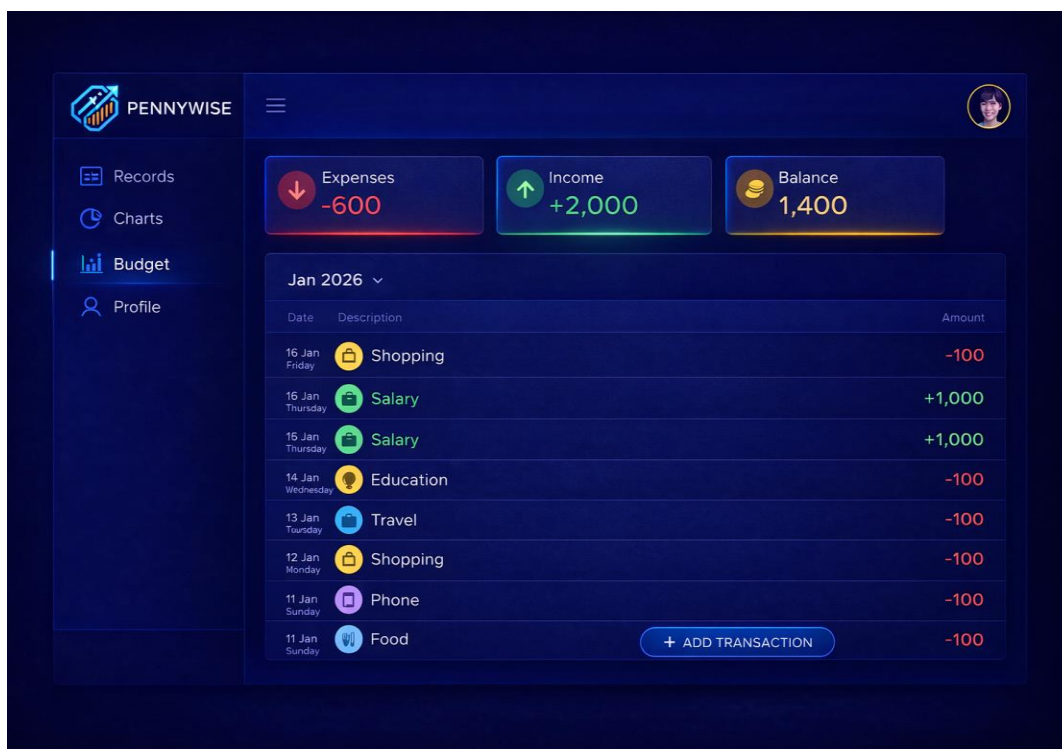 PENNYWISE
Records
Charts
Budget
Profile
Expenses
-600
Income
+2,000
Balance
1,400
Jan 2026
Date Description Amount
16 Jan Shopping -100
Friday
16 Jan Salary +1,000
Thursday
15 Jan Salary +1,000
Thursday
14 Jan Education -100
Wednesday
13 Jan Travel -100
12 Jan Shopping -100
Monday
11 Jan Phone -100
Sunday
11 Jan Food -100
Sunday
+ ADD TRANSACTION